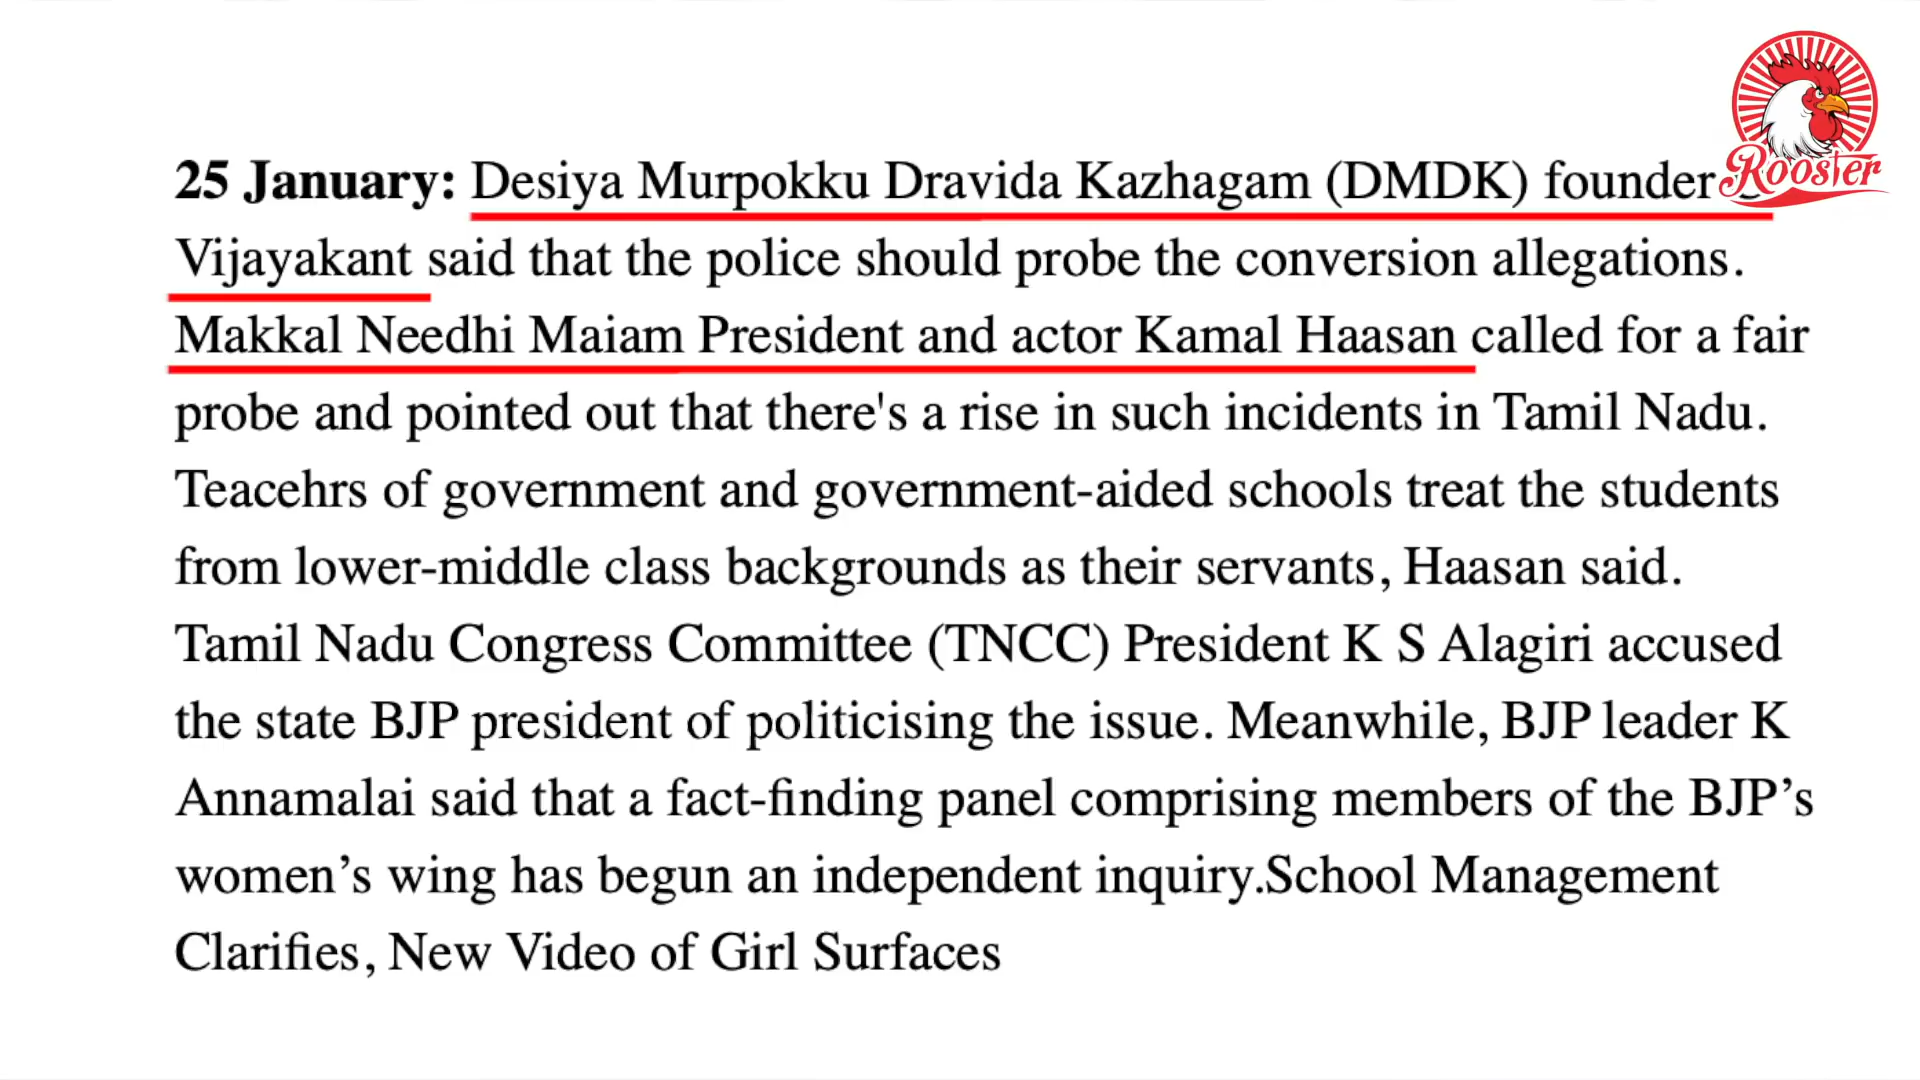 Rooster
25 January: Desiya Murpokku Dravida Kazhagam (DMDK) founder
Vijayakant said that the police should probe the conversion allegations.
Makkal Needhi Maiam President and actor Kamal Haasan called for a fair
probe and pointed out that there's a rise in such incidents in Tamil Nadu.
Teacehrs of government and government-aided schools treat the students
from lower-middle class backgrounds as their servants, Haasan said.
Tamil Nadu Congress Committee (TNCC) President K S Alagiri accused
the state BJP president of politicising the issue. Meanwhile, BJP leader K
Annamalai said that a fact-finding panel comprising members of the BJP’s
women’s wing has begun an independent inquiry.School Management
Clarifies, New Video of Girl Surfaces